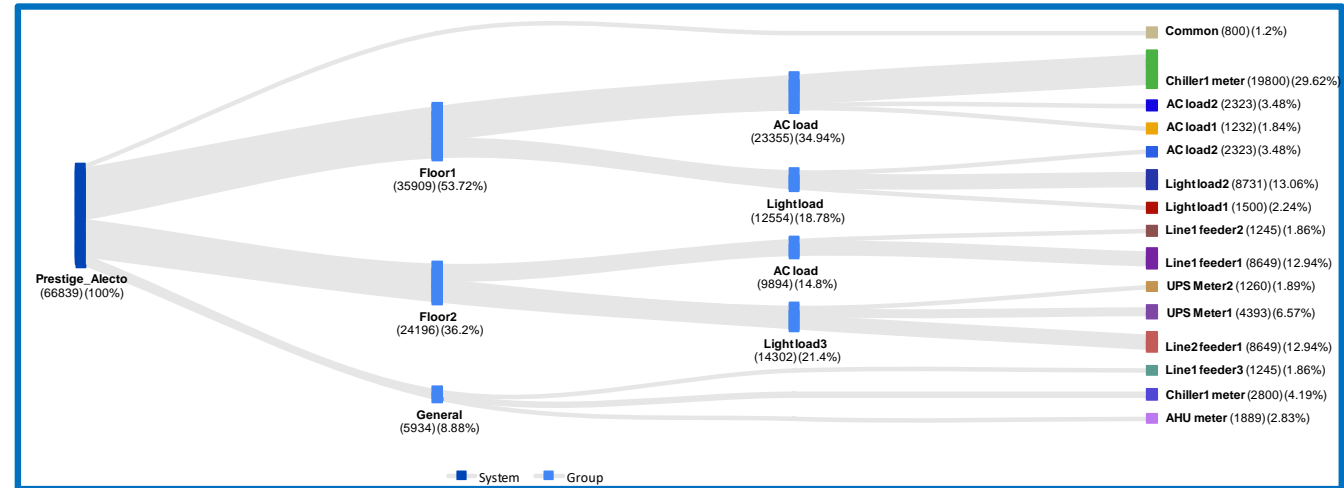 Common (800)(1.2%)
Chiller1 meter (19800)(29.62%)
AC load2 (2323)(3.48%)
AC load1 (1232)(1.84%)
AC load2 (2323)(3.48%)
Light load2 (8731)(13.06%)
Light load1 (1500)(2.24%)
Line1 feeder2 (1245)(1.86%)
Line1 feeder1 (8649)(12.94%)
UPS Meter2 (1260)(1.89%)
UPS Meter1 (4393)(6.57%)
Line2 feeder1 (8649)(12.94%)
Line1 feeder3 (1245)(1.86%)
Chiller1 meter (2800)(4.19%)
AHU meter (1889)(2.83%)
AC load
(23355)(34.94%)
Light load
(12554)(18.78%)
AC load
(9894)(14.8%)
Light load3
(14302)(21.4%)
Floor1
(35909)(53.72%)
Floor2
(24196)(36.2%)
General
(5934)(8.88%)
Prestige_Alecto
(66839)(100%)
System
Group